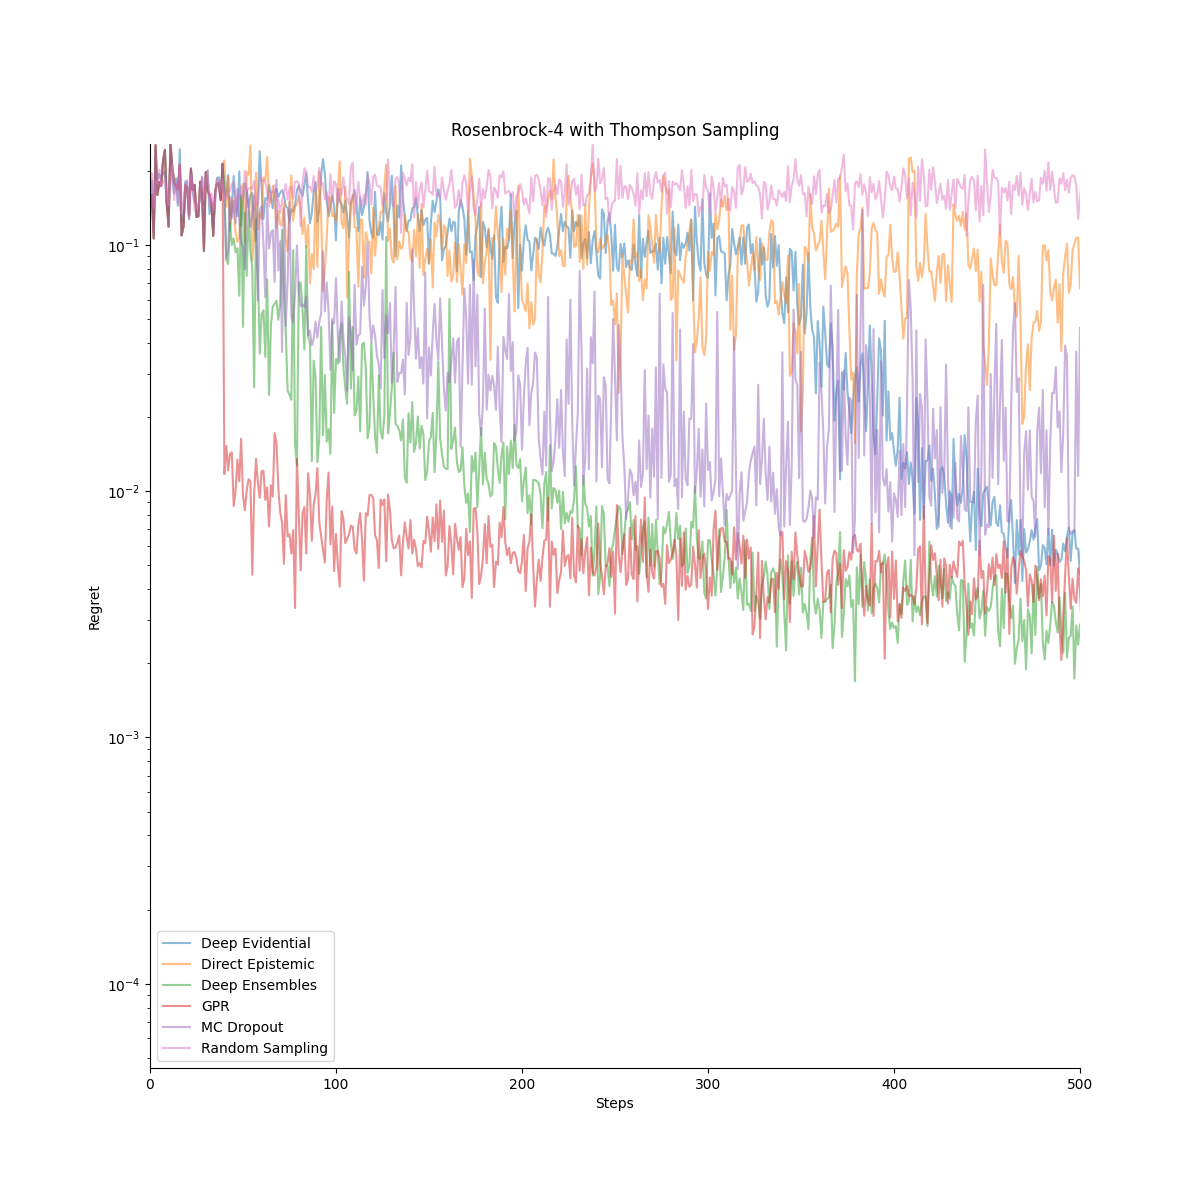 Rosenbrock-4 with Thompson Sampling
Regret
10⁻¹
10⁻²
10⁻³
10⁻⁴
Deep Evidential
Direct Epistemic
Deep Ensembles
GPR
MC Dropout
Random Sampling
0 100 200 300 400 500
Steps